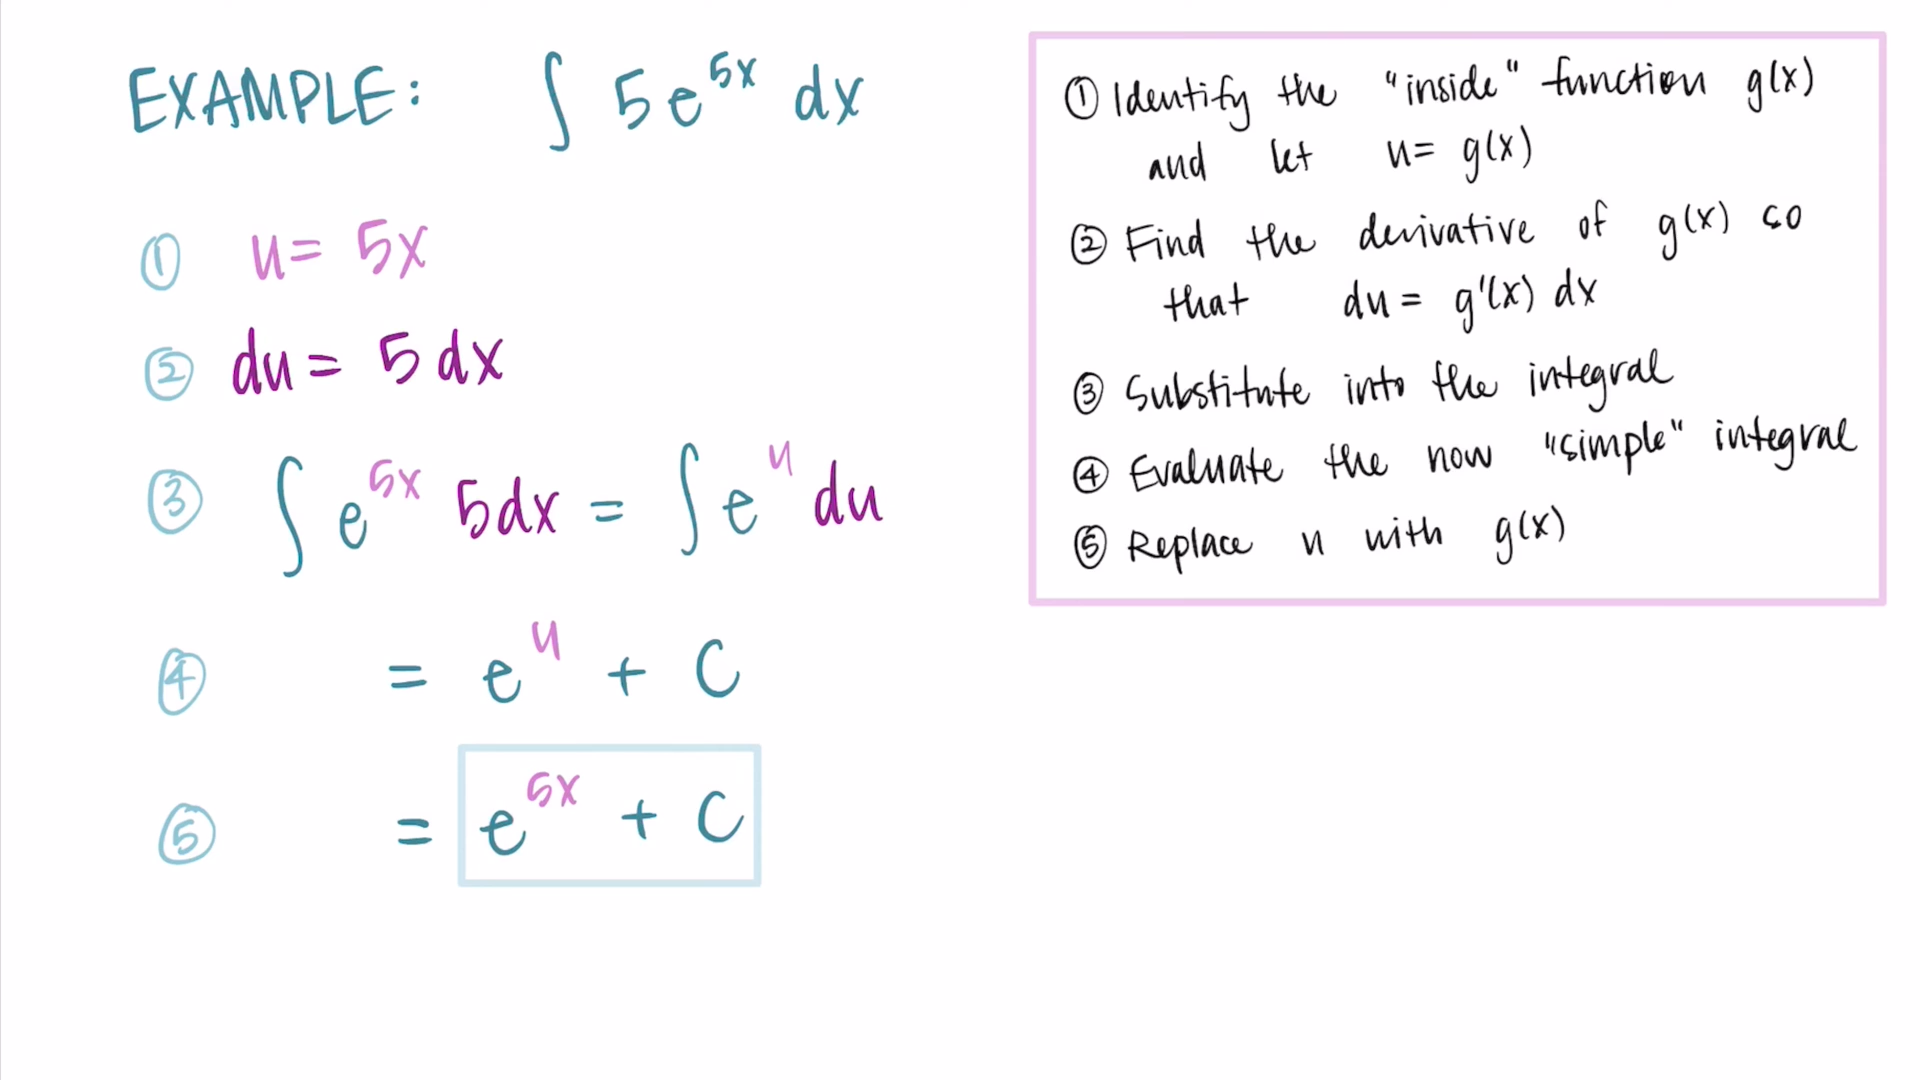 EXAMPLE: ∫ 5e^{5x} dx
① u = 5x
② du = 5 dx
③ ∫ e^{5x} 5dx = ∫ e^u du
④ = e^u + C
⑤ = e^{5x} + C
① Identify the "inside" function g(x)
and let u = g(x)
② Find the derivative of g(x) so
that du = g'(x) dx
③ Substitute into the integral
④ Evaluate the now "simple" integral
⑤ Replace u with g(x)